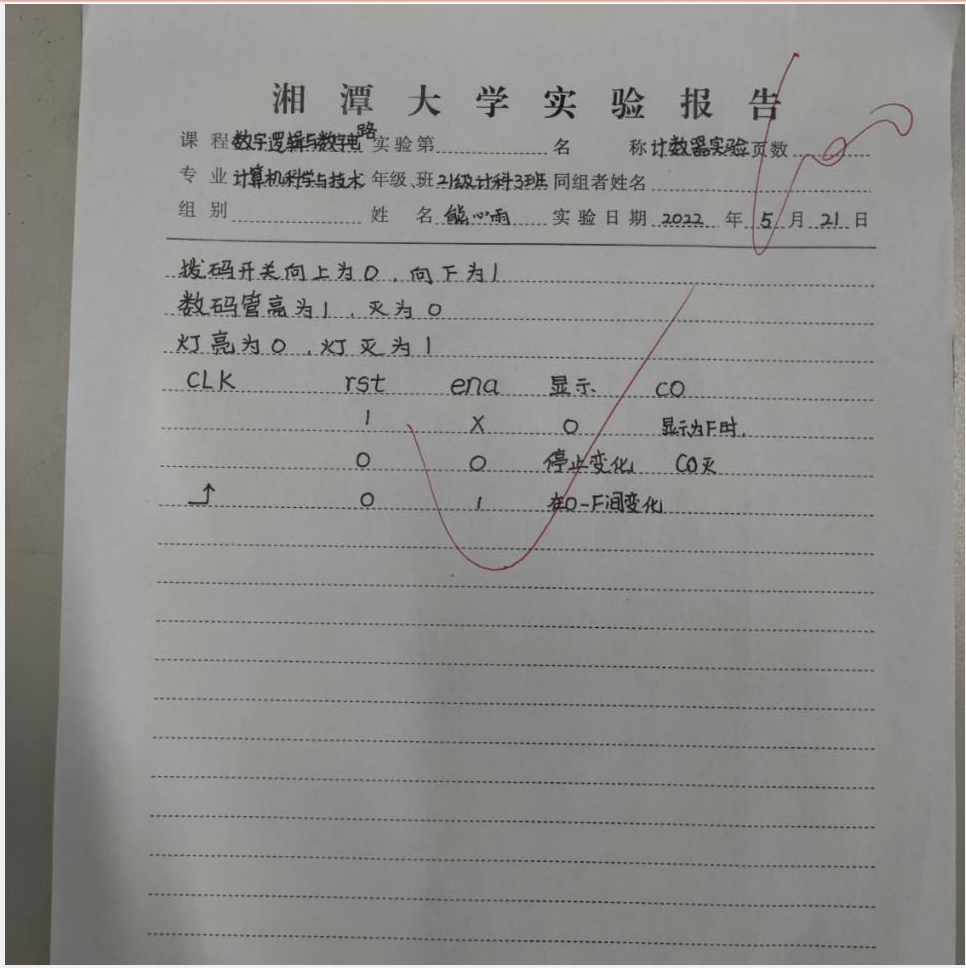 湘潭大学实验报告
课程 数字逻辑与数字电路 实验第 名称 计数器实验 页数
专业 计算机科学与技术 年级、班 21级计科3班 同组者姓名
组别 姓名 熊心雨 实验日期 2022 年 5 月 21 日
拨码开关向上为0，向下为1
数码管亮为1，灭为0
灯亮为0，灯灭为1
CLK rst ena 显示 CO
1 X 0 显示为F时，
0 0 停止变化 CO灭
↑ 0 1 在0-F间变化